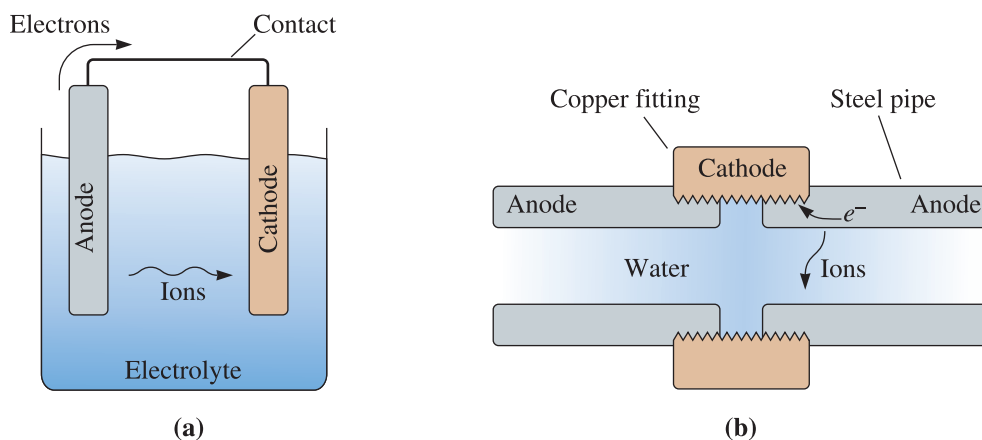 Electrons
Contact
Anode
Cathode
Ions
Electrolyte
(a)
Copper fitting
Steel pipe
Cathode
Anode
e–
Anode
Water
Ions
(b)